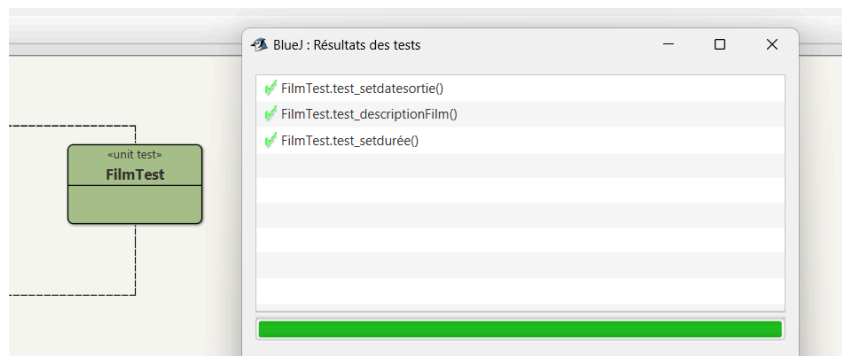 BlueJ : Résultats des tests
FilmTest.test_setdatesortie()
FilmTest.test_descriptionFilm()
FilmTest.test_setdurée()
«unit test»
FilmTest